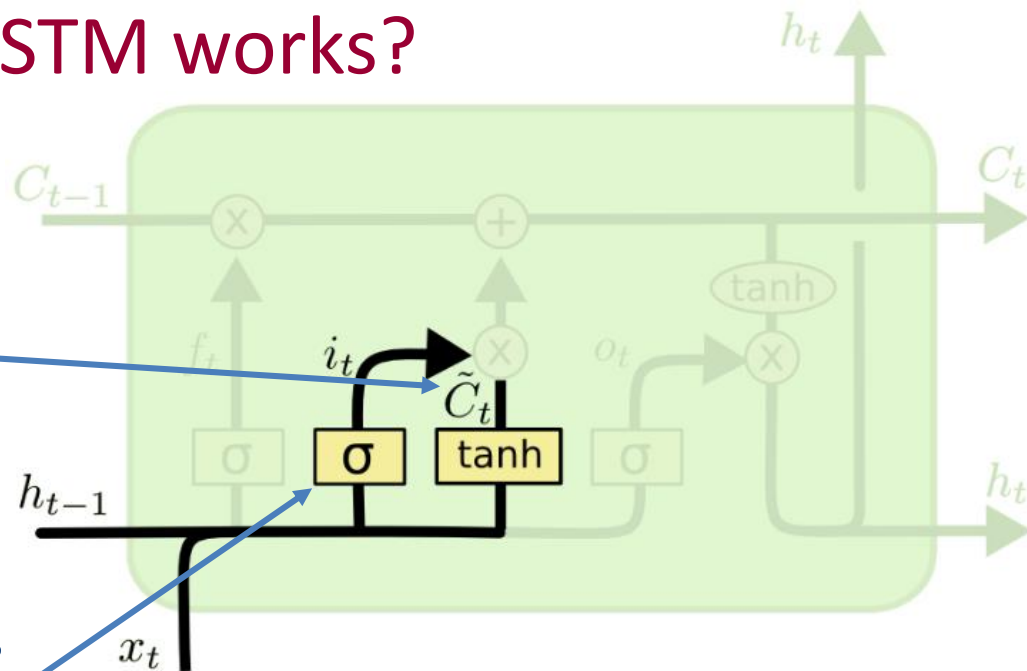 STM works?
h_t
C_{t-1}
C_t
x
+
tanh
f_t
i_t
x
o_t
x
C̃_t
σ
σ
tanh
σ
h_{t-1}
h_t
x_t